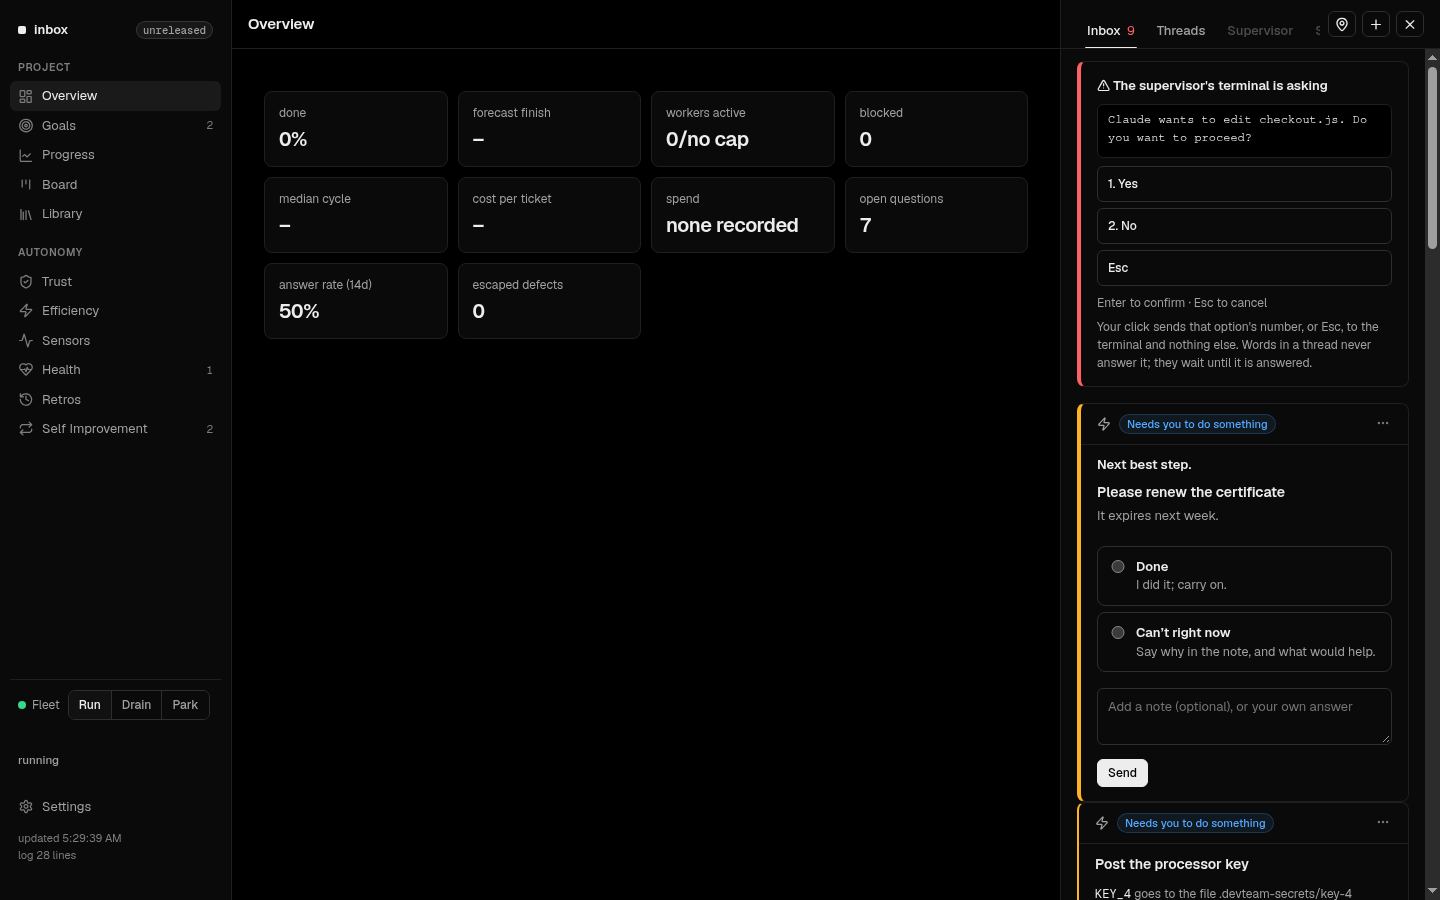 inbox
unreleased
PROJECT
Overview
Goals 2
Progress
Board
Library
AUTONOMY
Trust
Efficiency
Sensors
Health 1
Retros
Self Improvement 2
Fleet Run Drain Park
running
Settings
updated 5:29:39 AM
log 28 lines
Overview
done
0%
forecast finish
–
workers active
0/no cap
blocked
0
median cycle
–
cost per ticket
–
spend
none recorded
open questions
7
answer rate (14d)
50%
escaped defects
0
Inbox 9 Threads Supervisor
The supervisor's terminal is asking
Claude wants to edit checkout.js. Do
you want to proceed?
1. Yes
2. No
Esc
Enter to confirm · Esc to cancel
Your click sends that option's number, or Esc, to the
terminal and nothing else. Words in a thread never
answer it; they wait until it is answered.
Needs you to do something
Next best step.
Please renew the certificate
It expires next week.
Done
I did it; carry on.
Can't right now
Say why in the note, and what would help.
Add a note (optional), or your own answer
Send
Needs you to do something
Post the processor key
KEY_4 goes to the file .devteam-secrets/key-4